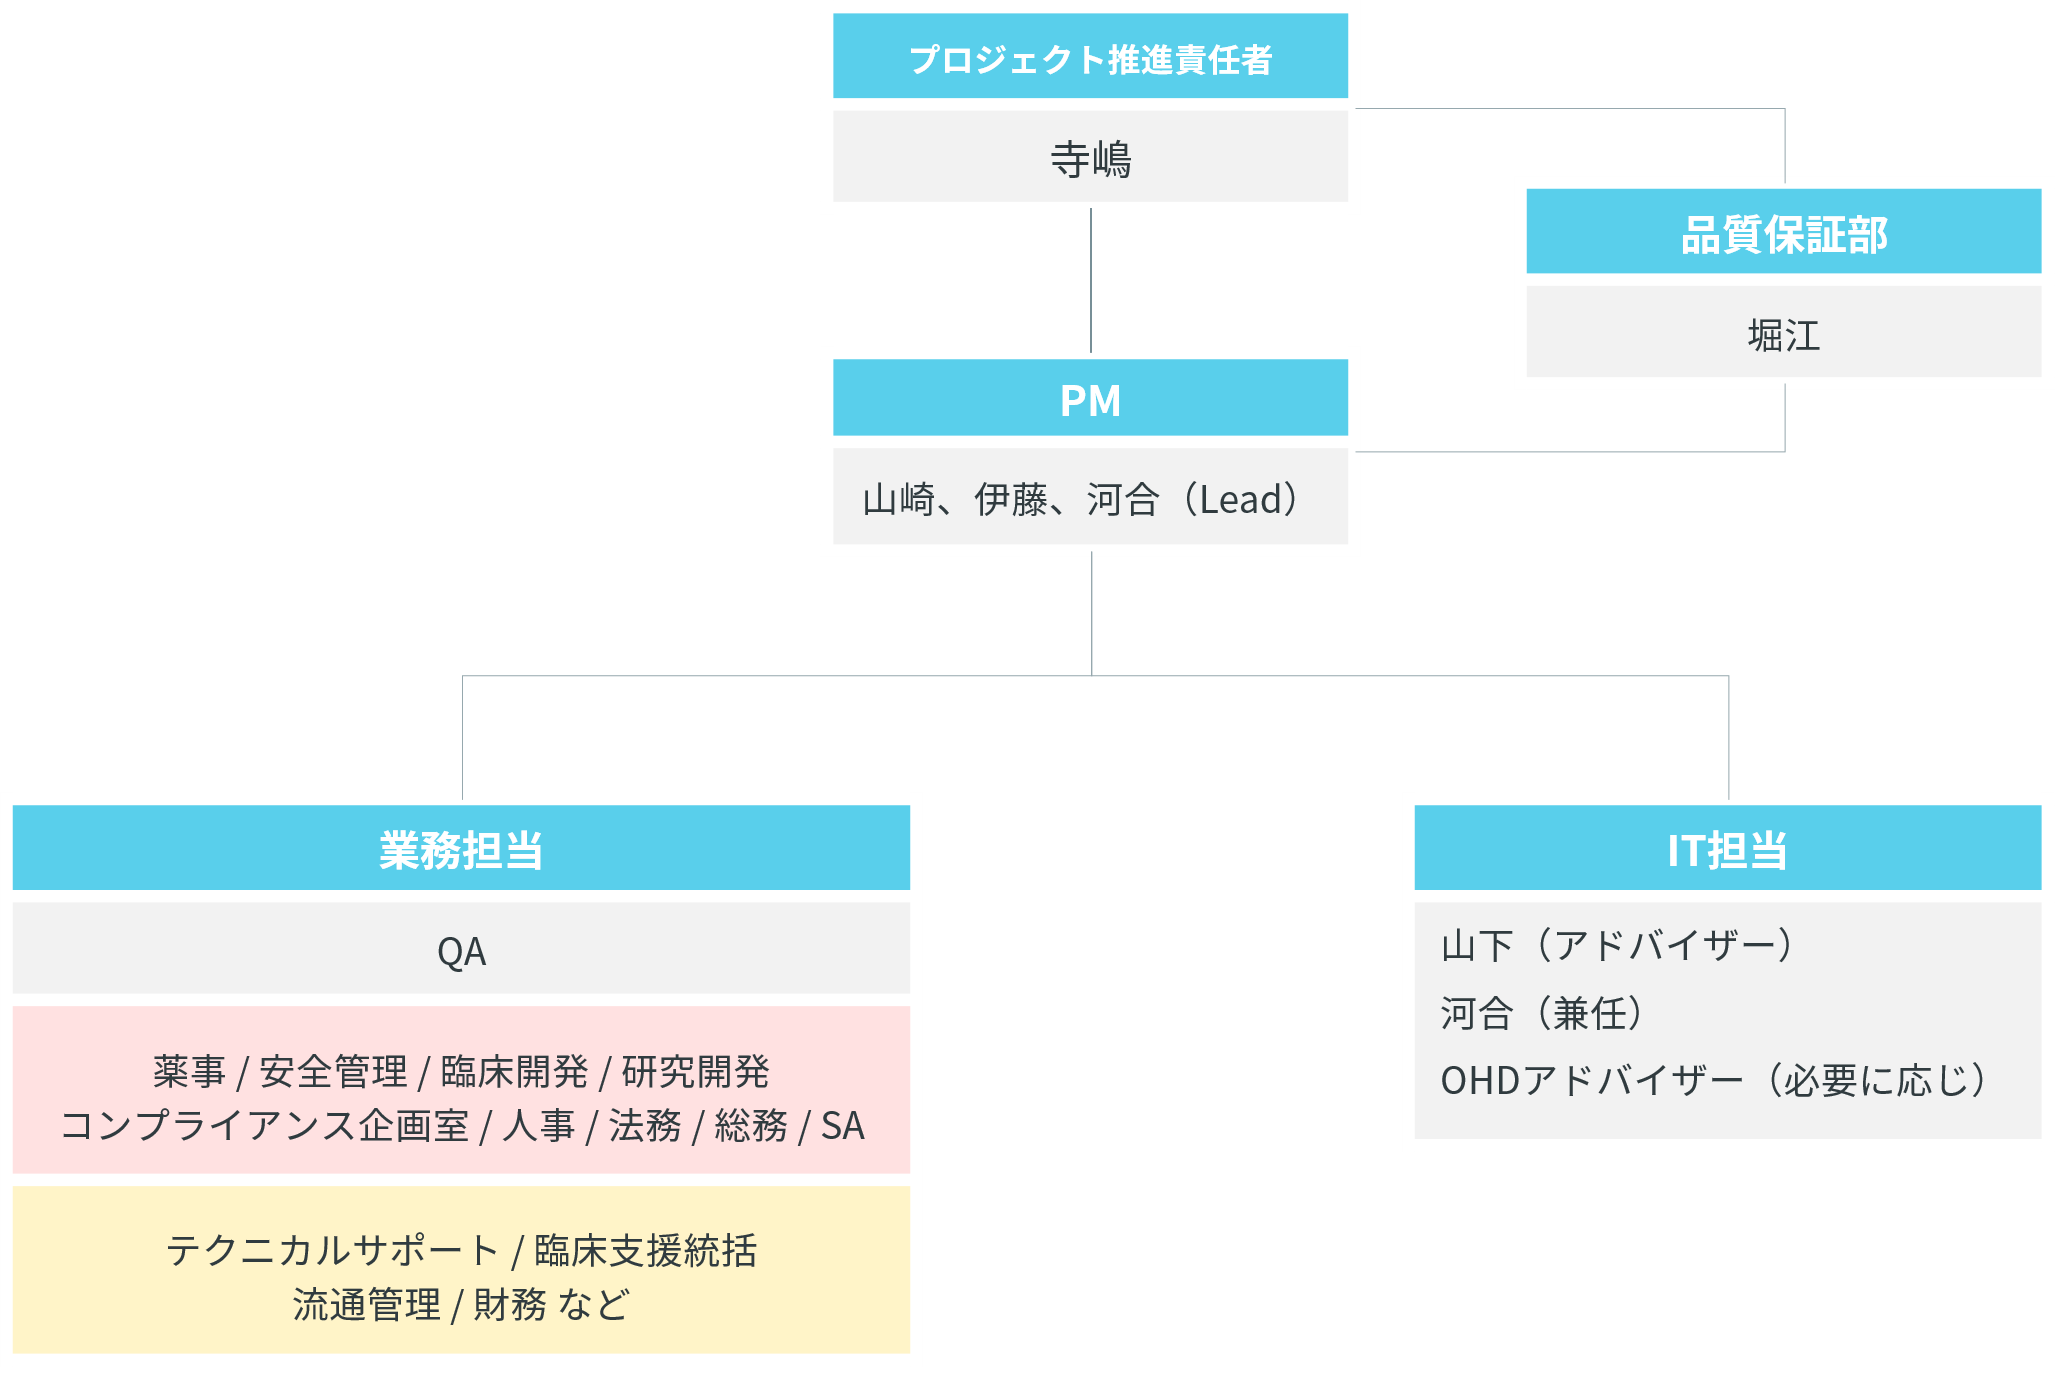 プロジェクト推進責任者
寺嶋
品質保証部
堀江
PM
山崎、伊藤、河合（Lead）
業務担当
QA
薬事 / 安全管理 / 臨床開発 / 研究開発
コンプライアンス企画室 / 人事 / 法務 / 総務 / SA
テクニカルサポート / 臨床支援統括
流通管理 / 財務 など
IT担当
山下（アドバイザー）
河合（兼任）
OHDアドバイザー（必要に応じ）